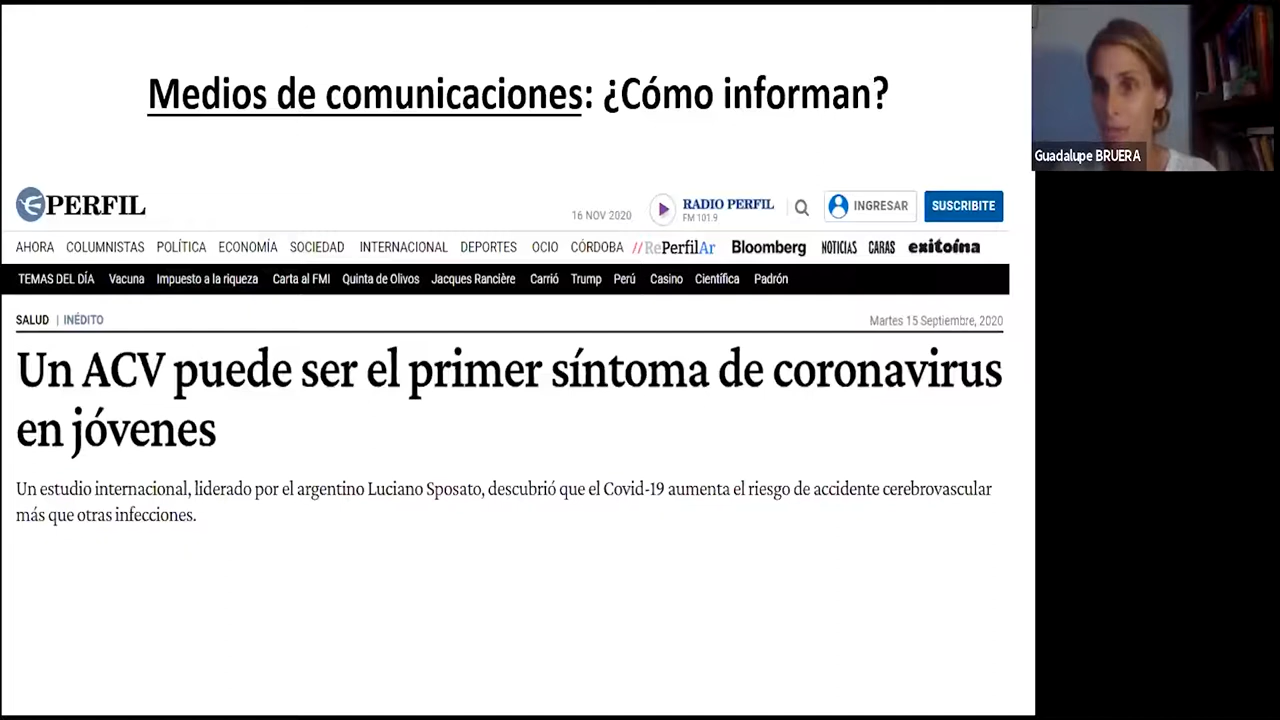 Medios de comunicaciones: ¿Cómo informan?
Guadalupe BRUERA
PERFIL
16 NOV 2020
RADIO PERFIL
FM 101.9
INGRESAR
SUSCRIBITE
AHORA COLUMNISTAS POLÍTICA ECONOMÍA SOCIEDAD INTERNACIONAL DEPORTES OCIO CÓRDOBA //RePerfilAr Bloomberg NOTICIAS CARAS exitoína
TEMAS DEL DÍA Vacuna Impuesto a la riqueza Carta al FMI Quinta de Olivos Jacques Rancière Carrió Trump Perú Casino Científica Padrón
SALUD | INÉDITO
Martes 15 Septiembre, 2020
Un ACV puede ser el primer síntoma de coronavirus
en jóvenes
Un estudio internacional, liderado por el argentino Luciano Sposato, descubrió que el Covid-19 aumenta el riesgo de accidente cerebrovascular
más que otras infecciones.